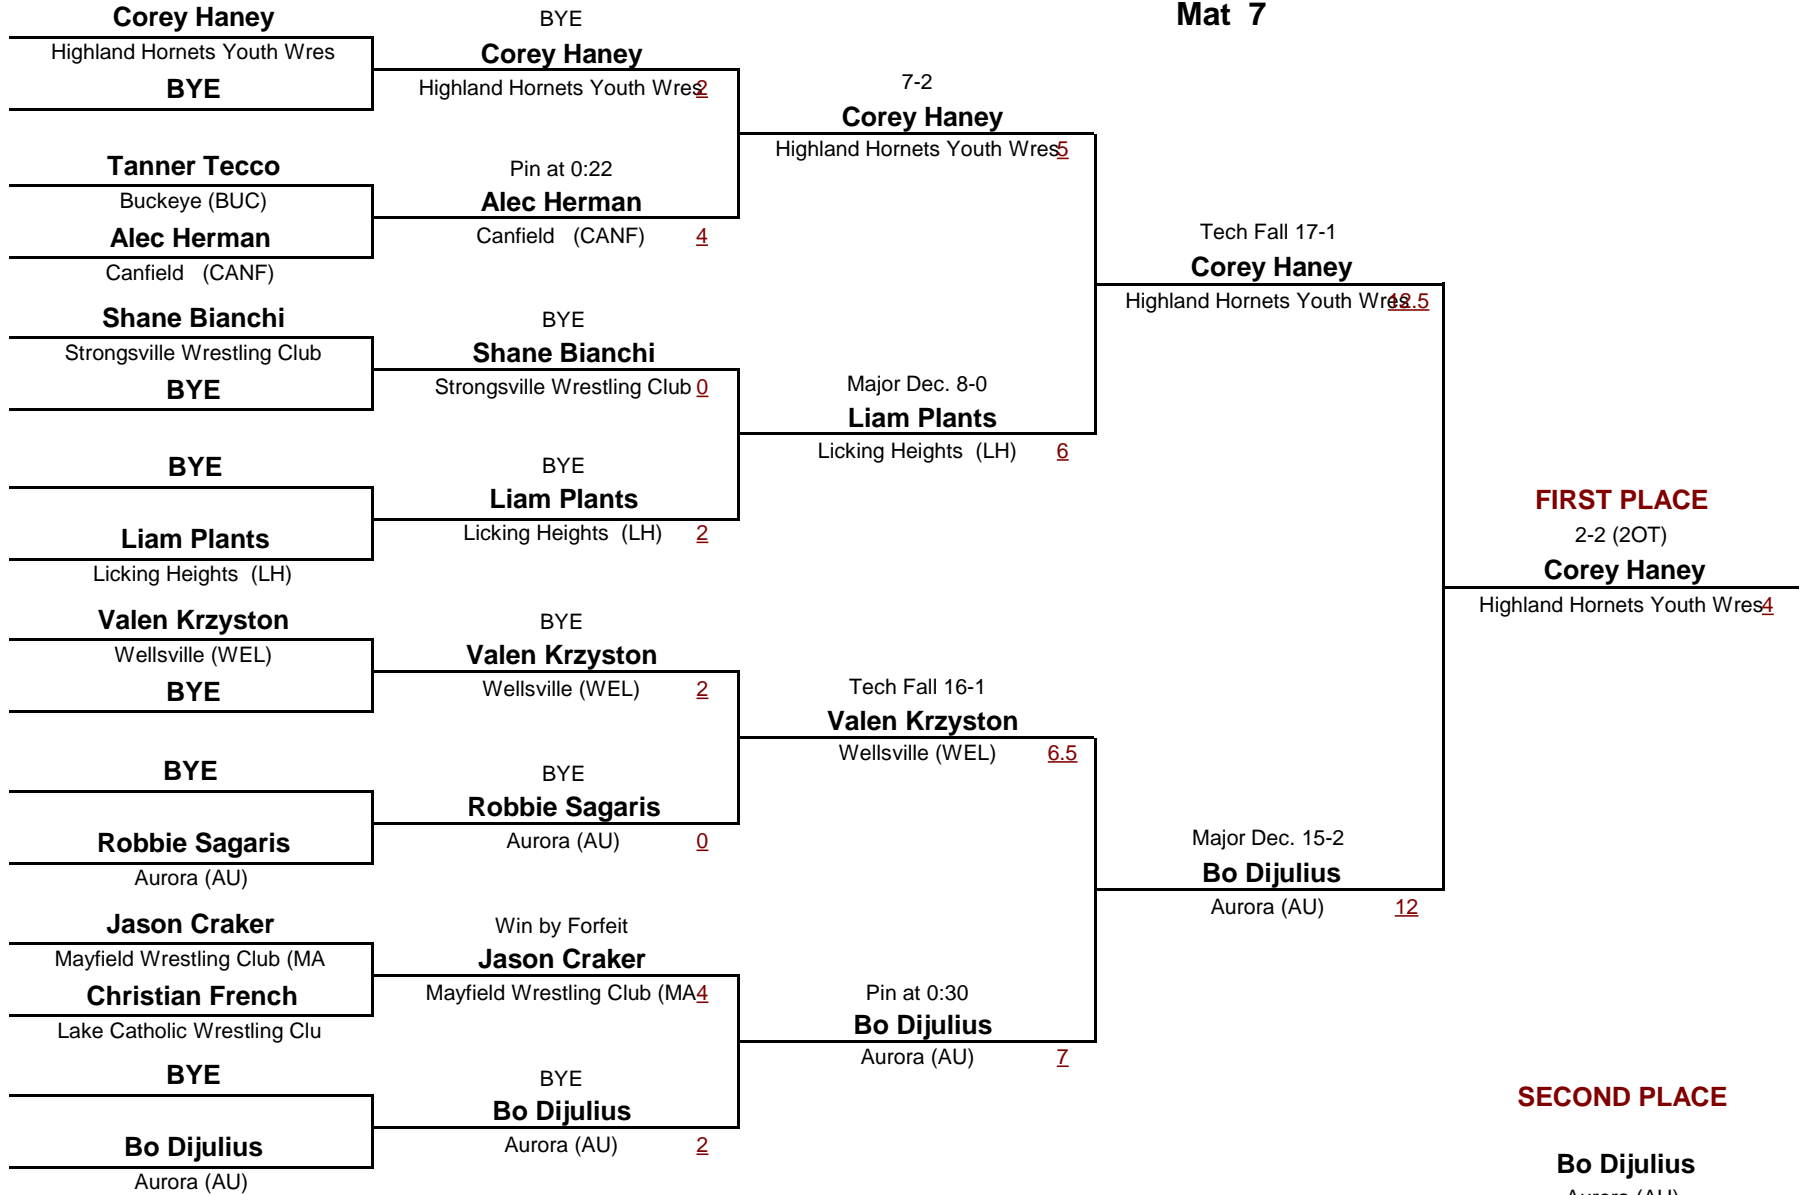 Mat 7
Corey Haney
Highland Hornets Youth Wres
BYE
Tanner Tecco
Buckeye (BUC)
Alec Herman
Canfield (CANF)
Shane Bianchi
Strongsville Wrestling Club
BYE
BYE
Liam Plants
Licking Heights (LH)
Valen Krzyston
Wellsville (WEL)
BYE
BYE
Robbie Sagaris
Aurora (AU)
Jason Craker
Mayfield Wrestling Club (MA
Christian French
Lake Catholic Wrestling Clu
BYE
Bo Dijulius
Aurora (AU)
BYE
Corey Haney
Highland Hornets Youth Wres 2
Pin at 0:22
Alec Herman
Canfield (CANF) 4
BYE
Shane Bianchi
Strongsville Wrestling Club 0
BYE
Liam Plants
Licking Heights (LH) 2
BYE
Valen Krzyston
Wellsville (WEL) 2
BYE
Robbie Sagaris
Aurora (AU) 0
Win by Forfeit
Jason Craker
Mayfield Wrestling Club (MA 4
BYE
Bo Dijulius
Aurora (AU) 2
7-2
Corey Haney
Highland Hornets Youth Wres 5
Major Dec. 8-0
Liam Plants
Licking Heights (LH) 6
Tech Fall 16-1
Valen Krzyston
Wellsville (WEL) 6.5
Pin at 0:30
Bo Dijulius
Aurora (AU) 7
Tech Fall 17-1
Corey Haney
Highland Hornets Youth Wres 12.5
Major Dec. 15-2
Bo Dijulius
Aurora (AU) 12
FIRST PLACE
2-2 (2OT)
Corey Haney
Highland Hornets Youth Wres 4
SECOND PLACE
Bo Dijulius
Aurora (AU)